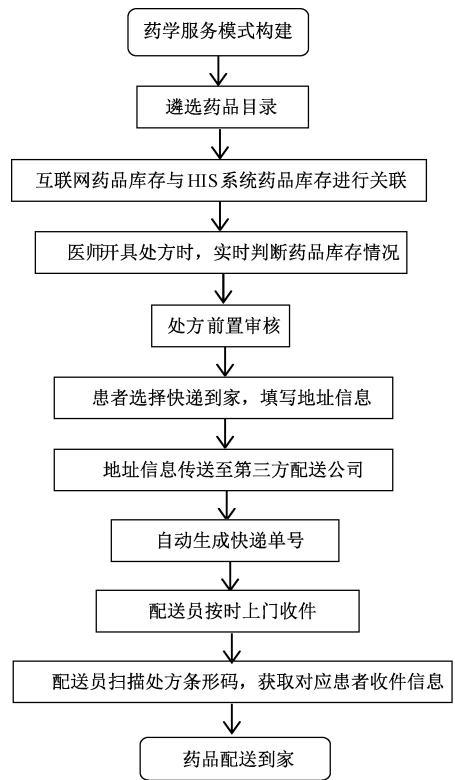 药学服务模式构建
遴选药品目录
互联网药品库存与HIS系统药品库存进行关联
医师开具处方时，实时判断药品库存情况
处方前置审核
患者选择快递到家，填写地址信息
地址信息传送至第三方配送公司
自动生成快递单号
配送员按时上门收件
配送员扫描处方条形码，获取对应患者收件信息
药品配送到家